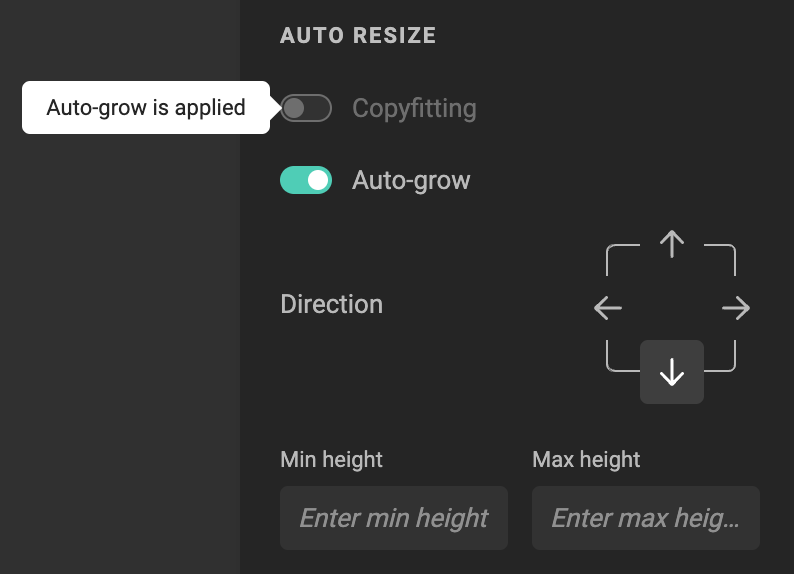 AUTO RESIZE
Auto-grow is applied
Copyfitting
Auto-grow
Direction
Min height
Max height
Enter min height
Enter max heig...